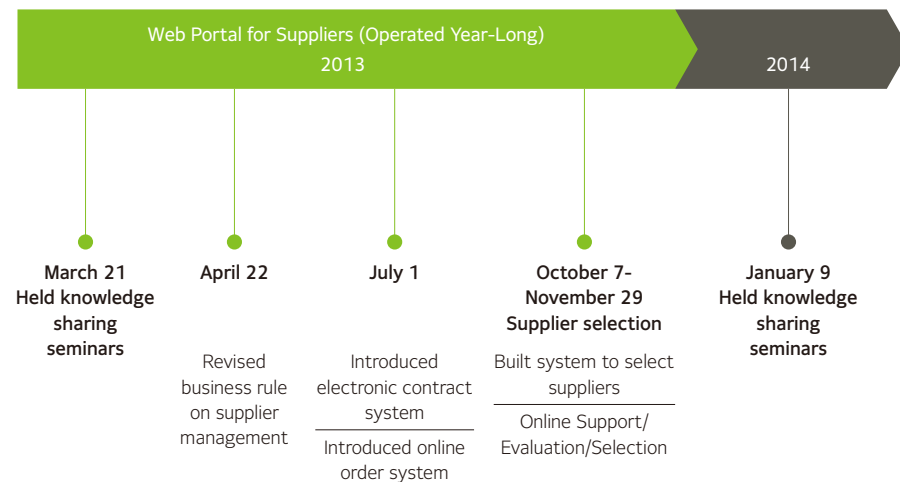 Web Portal for Suppliers (Operated Year-Long)
2013
2014
March 21
Held knowledge
sharing
seminars
April 22
Revised
business rule
on supplier
management
July 1
Introduced
electronic contract
system
Introduced online
order system
October 7-
November 29
Supplier selection
Built system to select
suppliers
Online Support/
Evaluation/Selection
January 9
Held knowledge
sharing
seminars